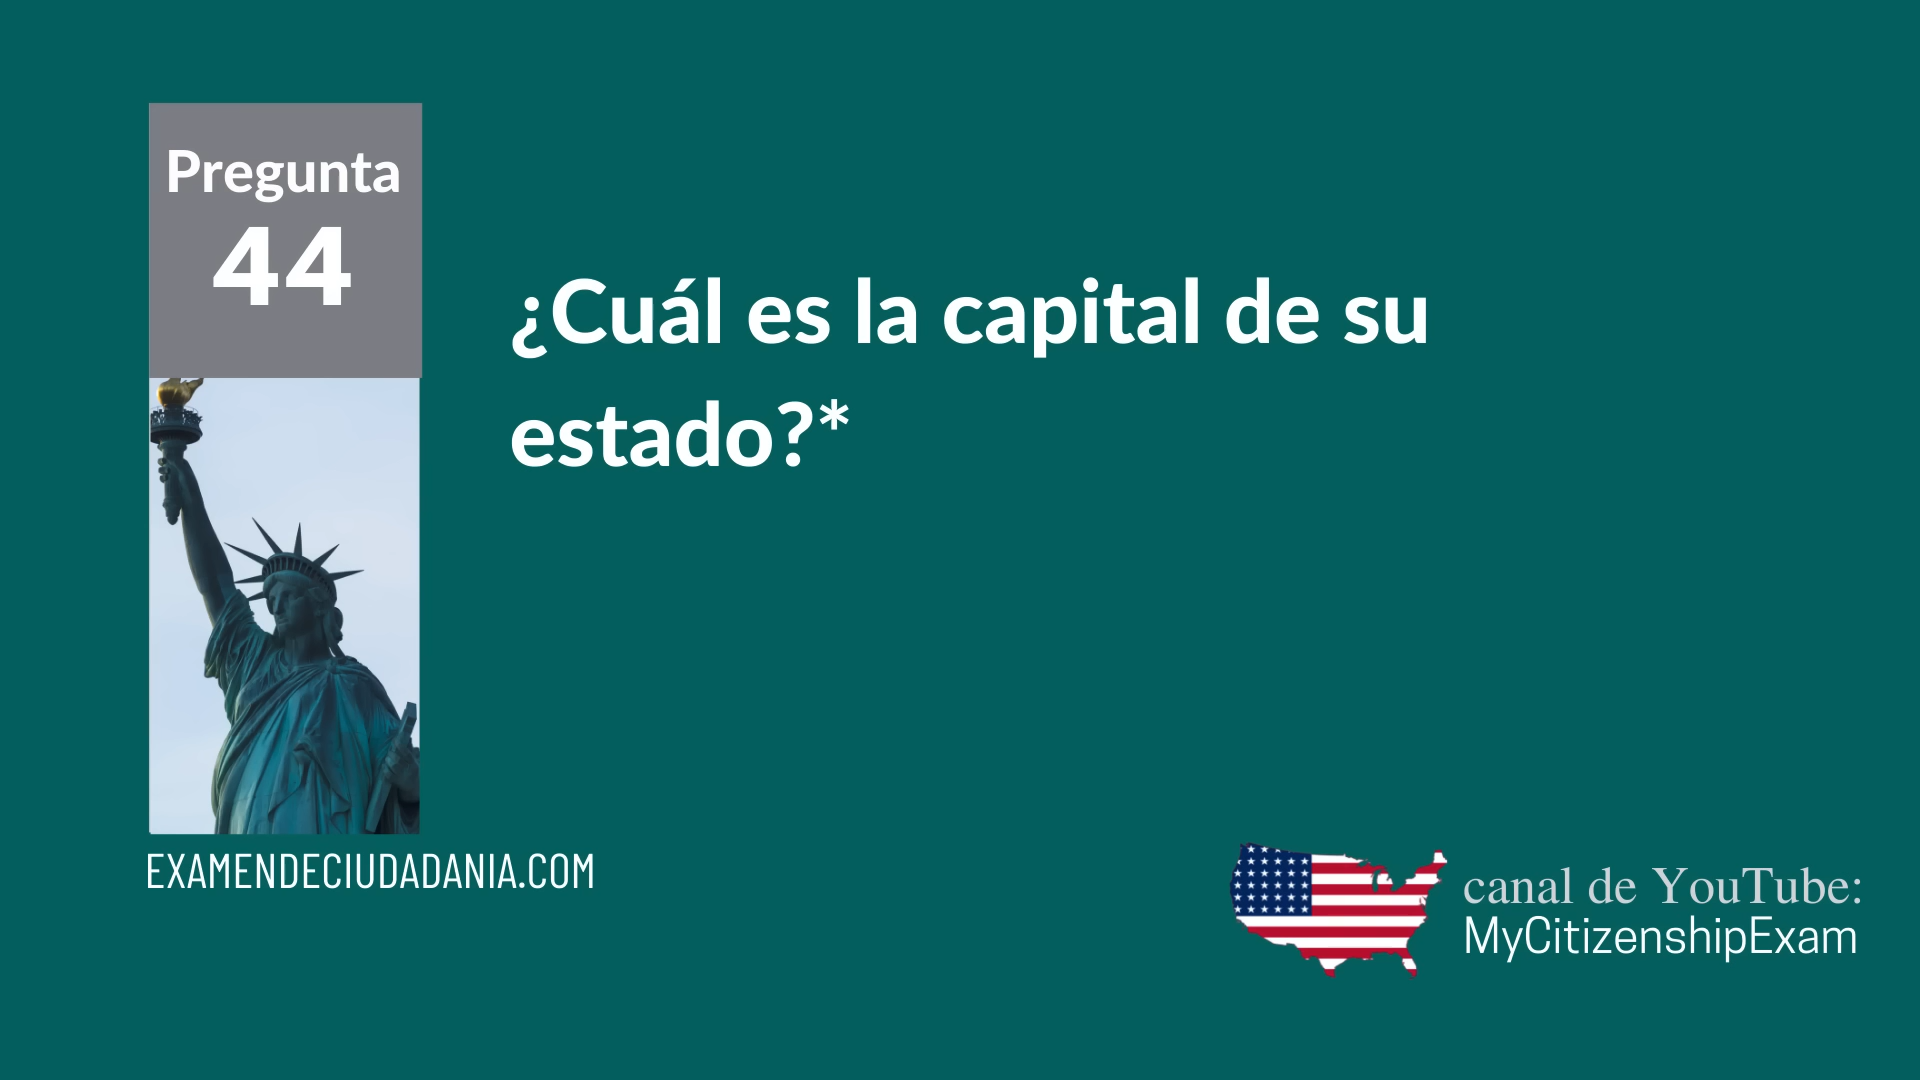 Pregunta
44
¿Cuál es la capital de su
estado?*
EXAMENDECIUDADANIA.COM
canal de YouTube:
MyCitizenshipExam